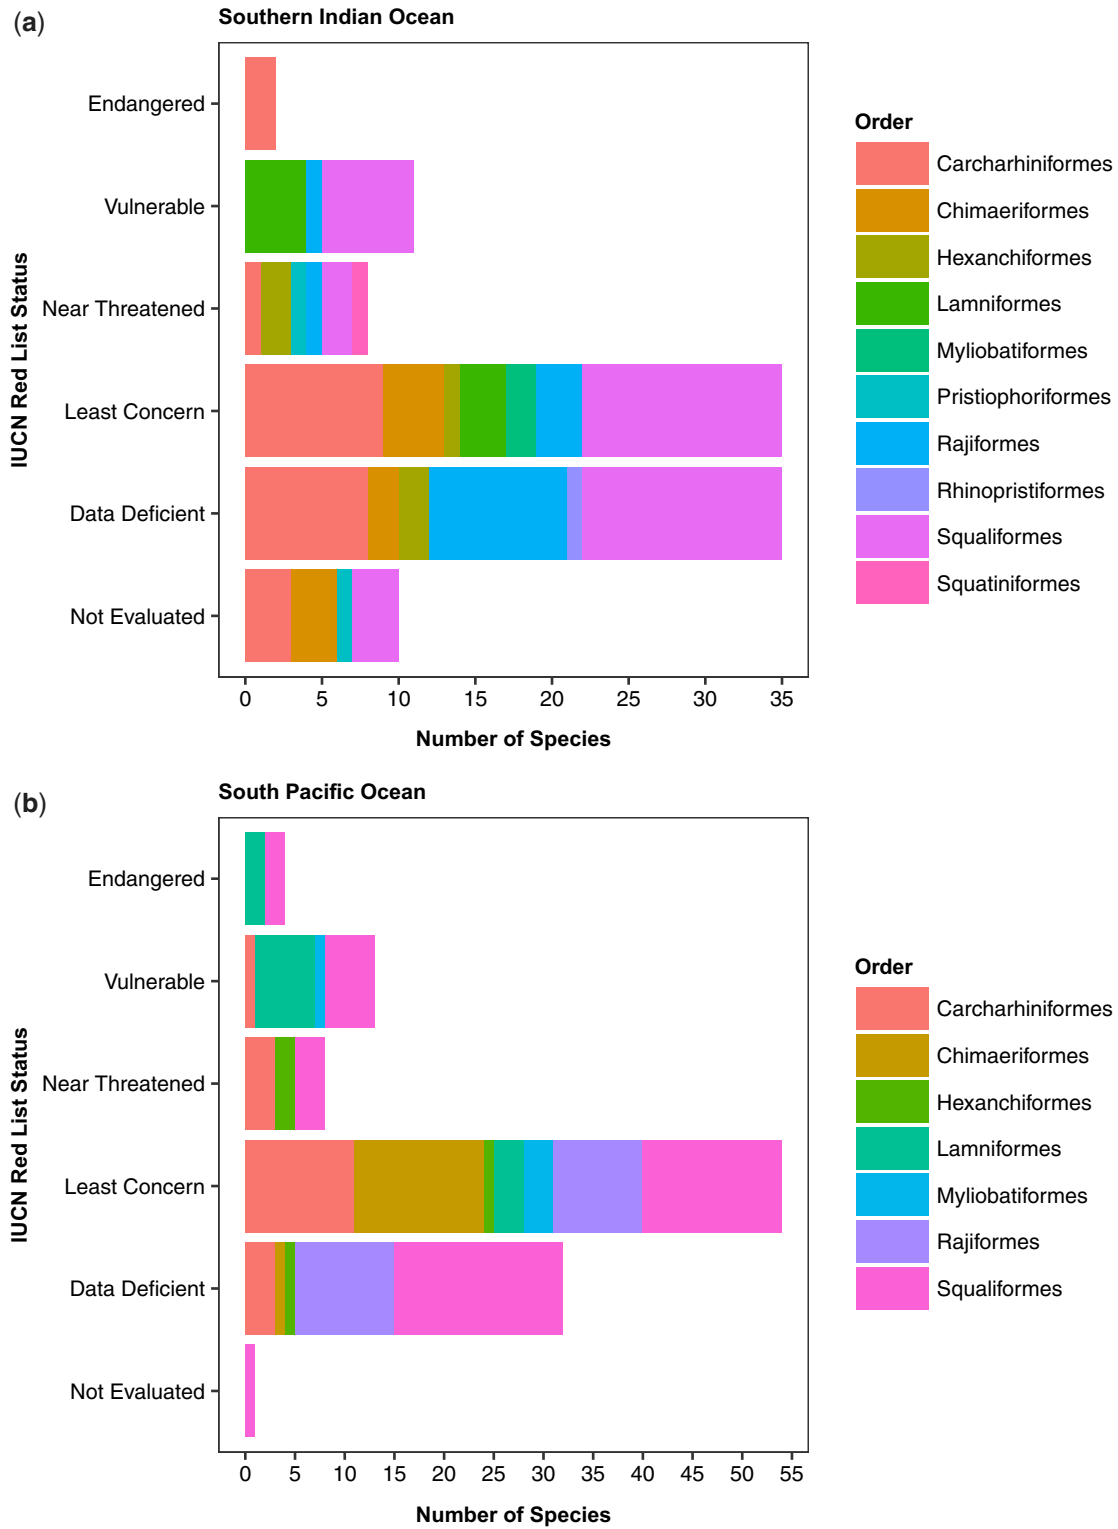 (a)
Southern Indian Ocean
IUCN Red List Status
Endangered
Vulnerable
Near Threatened
Least Concern
Data Deficient
Not Evaluated
0 5 10 15 20 25 30 35
Number of Species
Order
Carcharhiniformes
Chimaeriformes
Hexanchiformes
Lamniformes
Myliobatiformes
Pristiophoriformes
Rajiformes
Rhinopristiformes
Squaliformes
Squatiniformes
(b)
South Pacific Ocean
IUCN Red List Status
Endangered
Vulnerable
Near Threatened
Least Concern
Data Deficient
Not Evaluated
0 5 10 15 20 25 30 35 40 45 50 55
Number of Species
Order
Carcharhiniformes
Chimaeriformes
Hexanchiformes
Lamniformes
Myliobatiformes
Rajiformes
Squaliformes